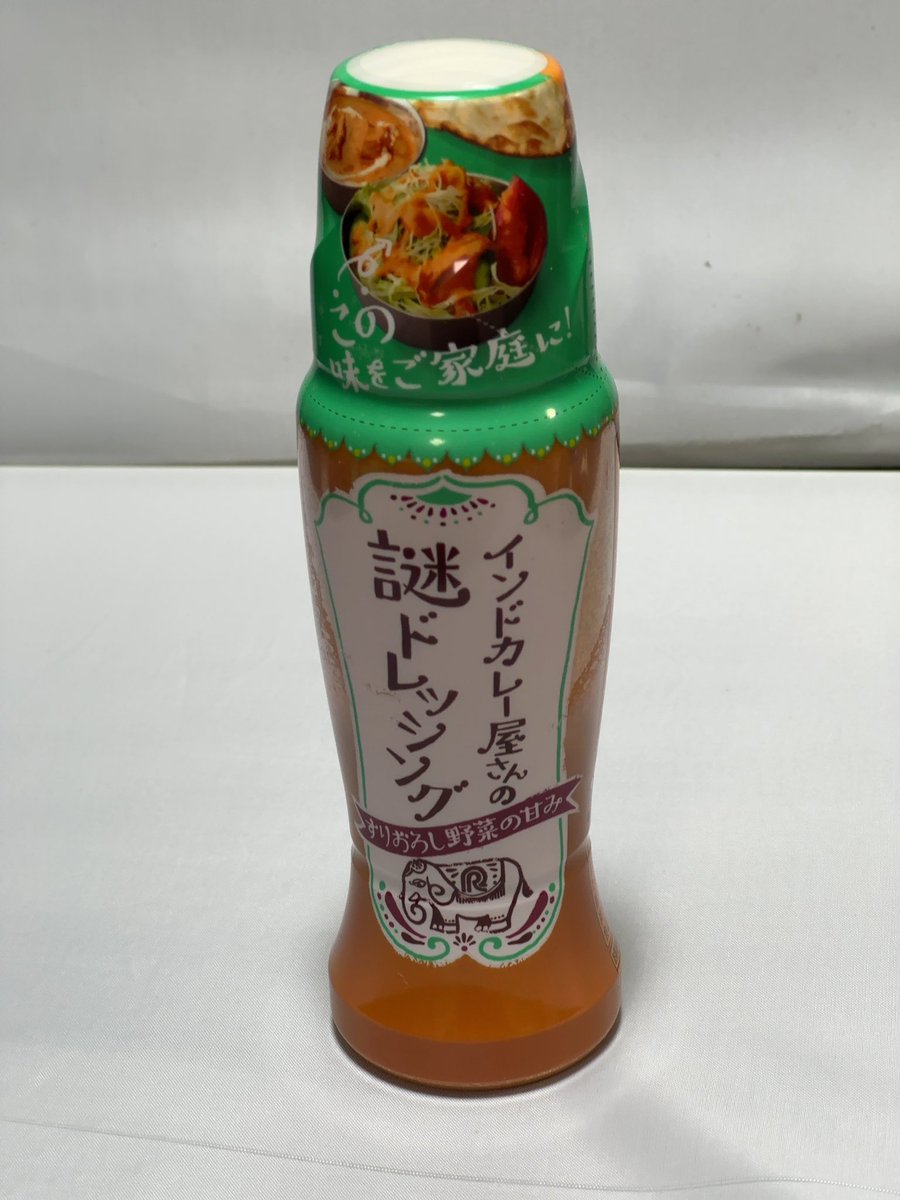 この
味をご家庭に!
インドカレー屋さんの
謎ドレッシング
すりおろし野菜の甘み
R